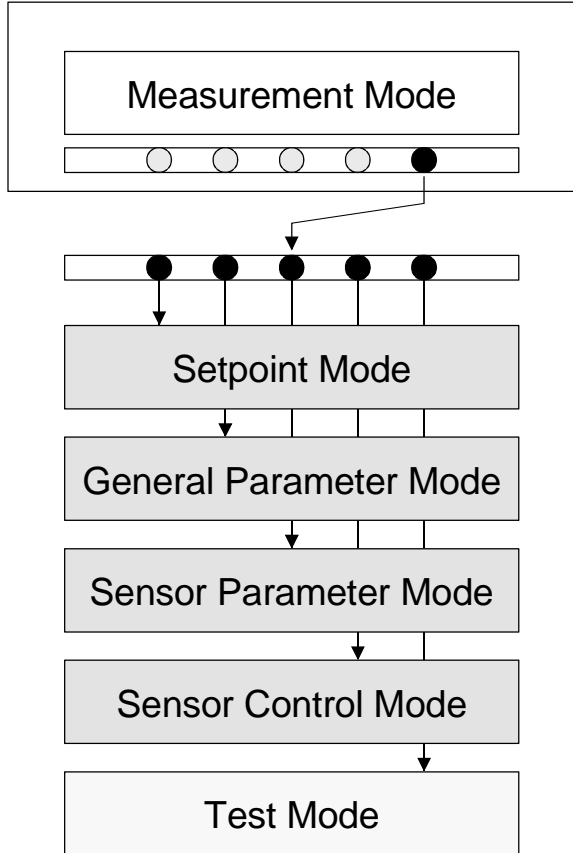 Measurement Mode
Setpoint Mode
General Parameter Mode
Sensor Parameter Mode
Sensor Control Mode
Test Mode